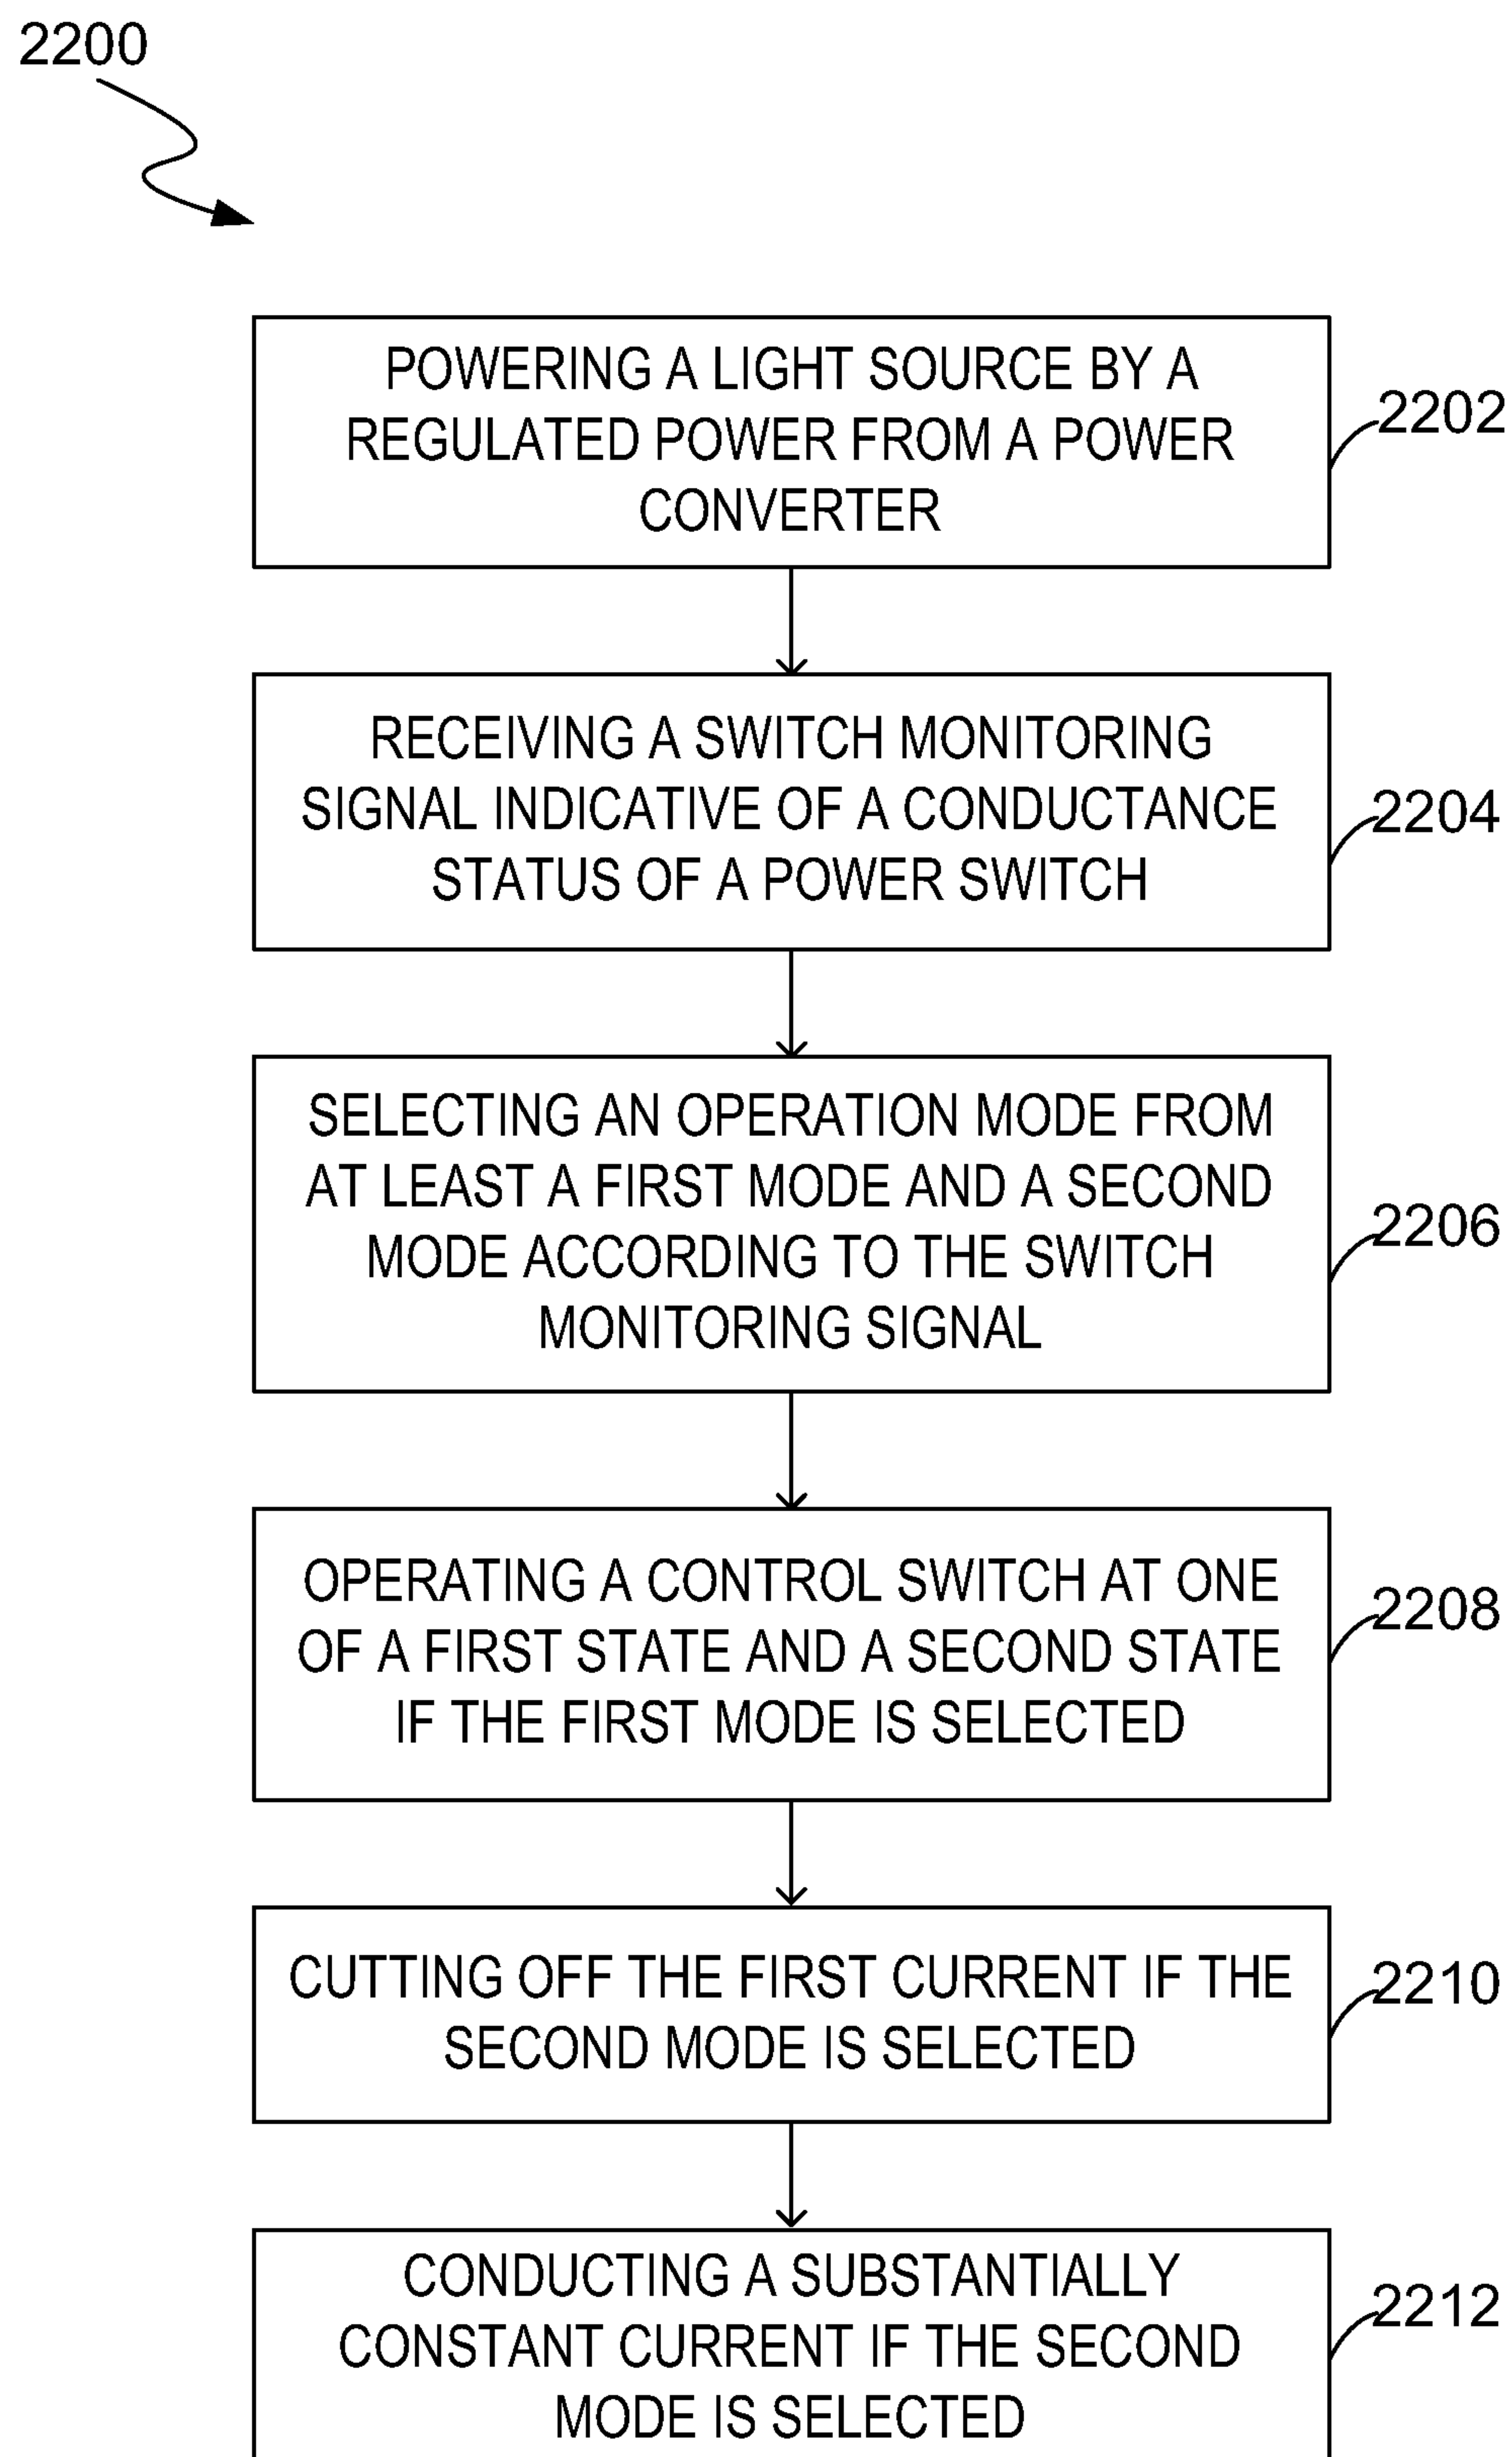 2200
POWERING A LIGHT SOURCE BY A
REGULATED POWER FROM A POWER
CONVERTER
2202
RECEIVING A SWITCH MONITORING
SIGNAL INDICATIVE OF A CONDUCTANCE
STATUS OF A POWER SWITCH
2204
SELECTING AN OPERATION MODE FROM
AT LEAST A FIRST MODE AND A SECOND
MODE ACCORDING TO THE SWITCH
MONITORING SIGNAL
2206
OPERATING A CONTROL SWITCH AT ONE
OF A FIRST STATE AND A SECOND STATE
IF THE FIRST MODE IS SELECTED
2208
CUTTING OFF THE FIRST CURRENT IF THE
SECOND MODE IS SELECTED
2210
CONDUCTING A SUBSTANTIALLY
CONSTANT CURRENT IF THE SECOND
MODE IS SELECTED
2212